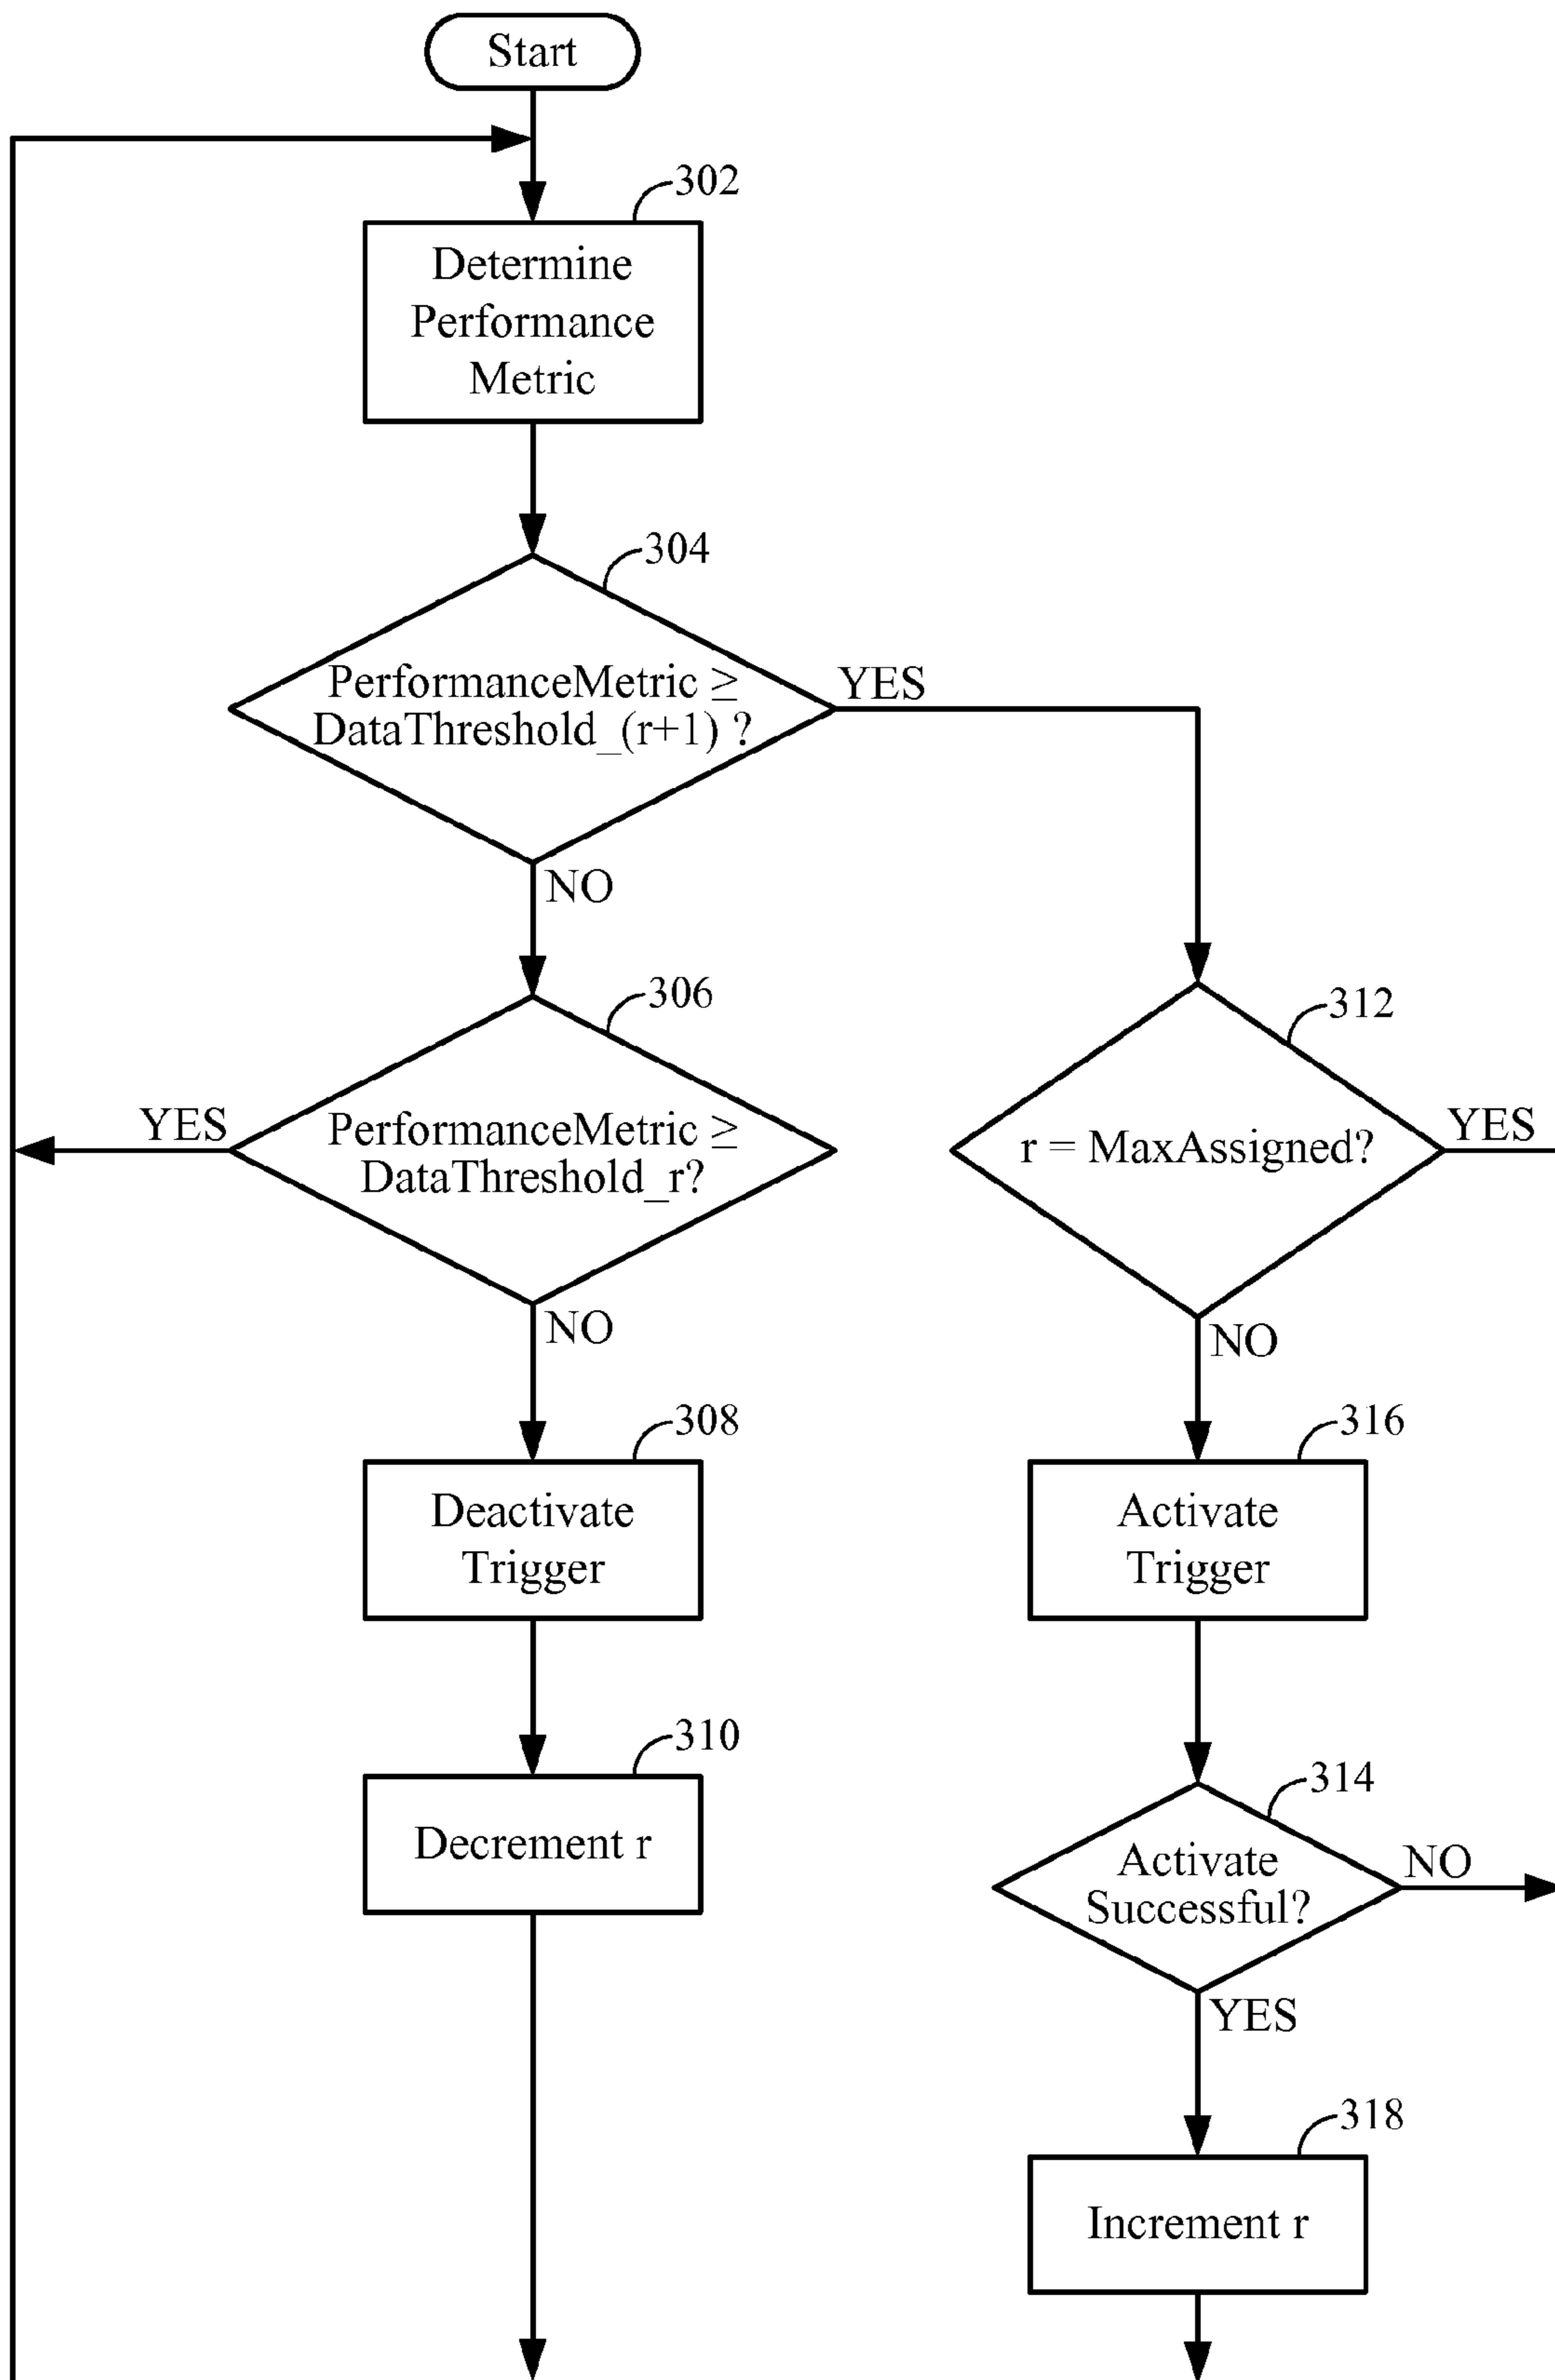 Start
302
Determine
Performance
Metric
304
PerformanceMetric ≥
DataThreshold_(r+1) ?
YES
NO
306
PerformanceMetric ≥
DataThreshold_r?
YES
NO
312
r = MaxAssigned?
YES
NO
308
Deactivate
Trigger
316
Activate
Trigger
310
Decrement r
314
Activate
Successful?
NO
YES
318
Increment r